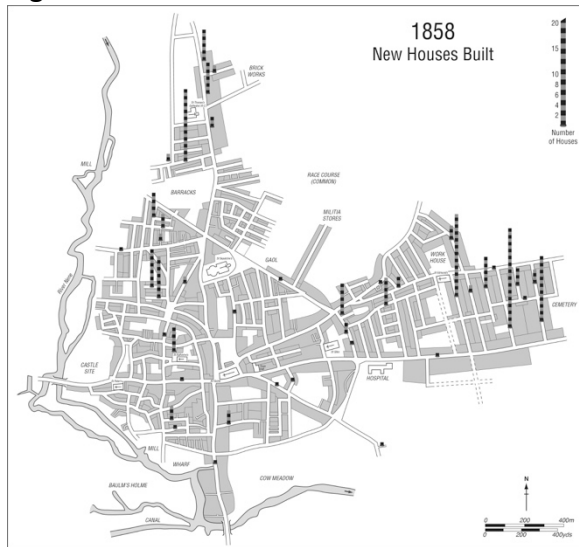 1858
New Houses Built
20
15
10
8
6
4
2
Number
of Houses
BRICK
WORKS
MILL
RACE COURSE
(COMMON)
BARRACKS
MILITIA
STORES
GAOL
WORK
HOUSE
River Nene
CEMETERY
CASTLE
SITE
HOSPITAL
MILL
WHARF
BAULM'S HOLME
COW MEADOW
CANAL
N
0 200 400m
0 200 400yds